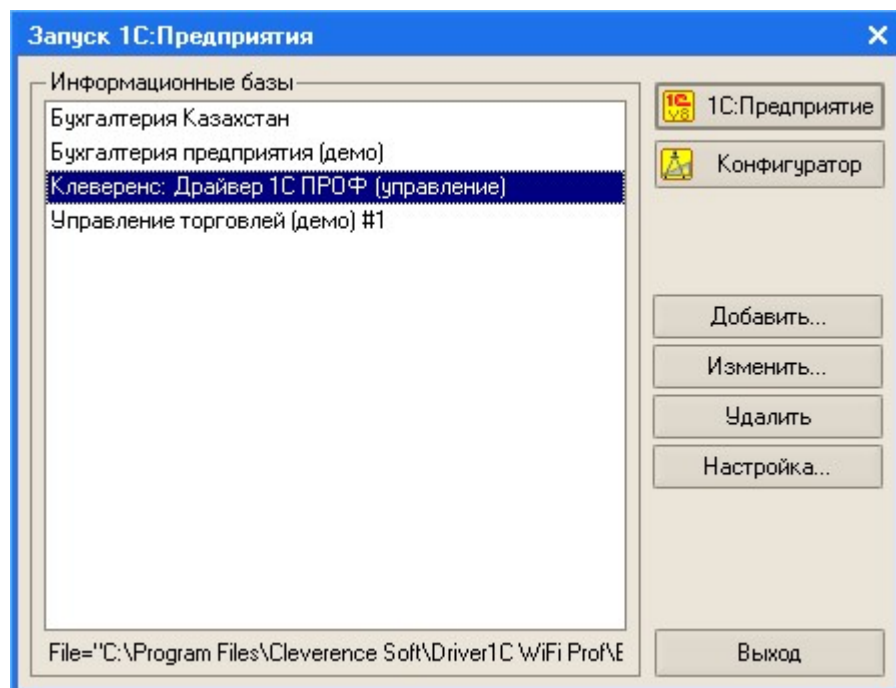 Запуск 1С:Предприятия
Информационные базы
Бухгалтерия Казахстан
Бухгалтерия предприятия (демо)
Клеверенс: Драйвер 1С ПРОФ (управление)
Управление торговлей (демо) #1
File="C:\Program Files\Cleverence Soft\Driver1C WiFi Prof\E
1С:Предприятие
Конфигуратор
Добавить...
Изменить...
Удалить
Настройка...
Выход